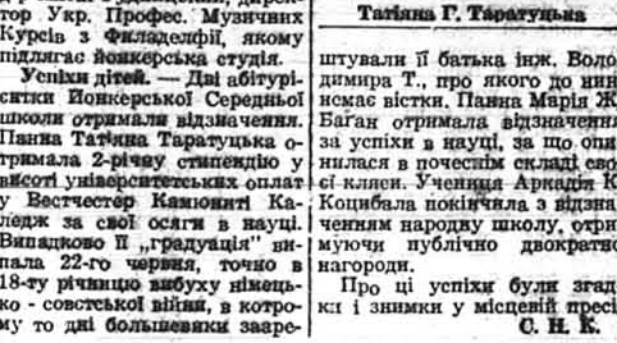 тор Укр. Профес. Музичних
Курсів з Филаделфії, якому
підлягає йонкерська студія.
Успіхи дітей. — Дві абітурі-
єнтки Йонкерської Середньої
школи отримали відзначення.
Панна Татіяна Таратуцька о-
тримала 2-річну стипендію у
висоті університетських оплат
у Вестчестер Камюниті Ка-
ледж за свої осяги в науці.
Випадково її „градуація" ви-
пала 22-го червня, точно в
18-ту річницю вибуху німець-
ко - совєтської війни, в котро-
му то дні большевики зааре-
Татіяна Г. Таратуцька
штували її батька інж. Воло
димира Т., про якого до нин
немає вістки. Панна Марія Ж
Баган отримала відзначення
за успіхи в науці, за що опи
нилася в почеснім складі сво
єї кляси. Учениця Аркадія К
Коцибала покінчила з відзна
ченням народну школу, отри
муючи публично двократно
нагороди.
Про ці успіхи були згад
ки і знимки у місцевій пресі
С. Н. К.